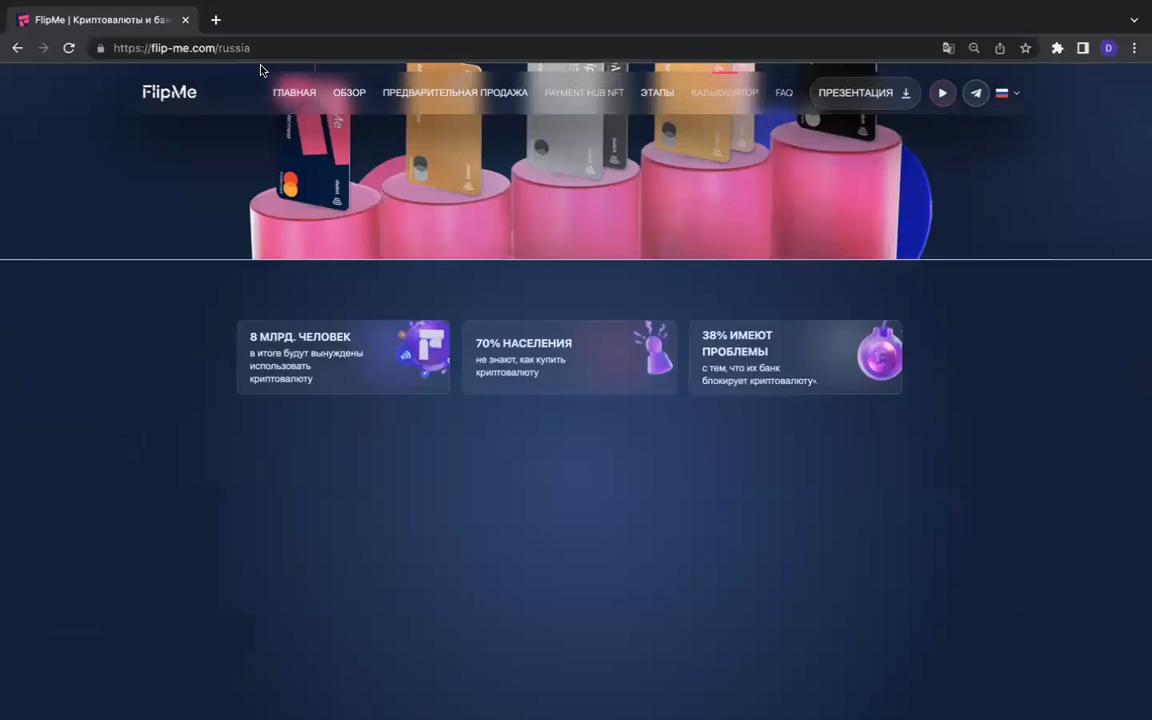 FlipMe | Криптовалюты и бан
https://flip-me.com/russia
D
FlipMe
ГЛАВНАЯ
ОБЗОР
ПРЕДВАРИТЕЛЬНАЯ ПРОДАЖА
PAYMENT HUB NFT
ЭТАПЫ
КАЛЬКУЛЯТОР
FAQ
ПРЕЗЕНТАЦИЯ
debit
8 МЛРД. ЧЕЛОВЕК
в итоге будут вынуждены
использовать
криптовалюту
70% НАСЕЛЕНИЯ
не знают, как купить
криптовалюту
38% ИМЕЮТ
ПРОБЛЕМЫ
с тем, что их банк
блокирует криптовалюту».